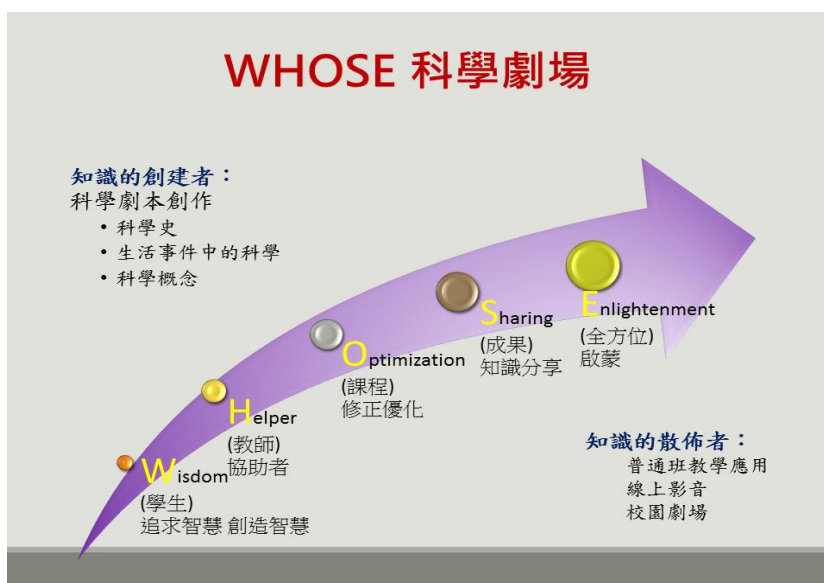 WHOSE 科學劇場
知識的創建者：
科學劇本創作
• 科學史
• 生活事件中的科學
• 科學概念
Wisdom
(學生)
追求智慧 創造智慧
Helper
(教師)
協助者
Optimization
(課程)
修正優化
Sharing
(成果)
知識分享
Enlightenment
(全方位)
啟蒙
知識的散佈者：
普通班教學應用
線上影音
校園劇場